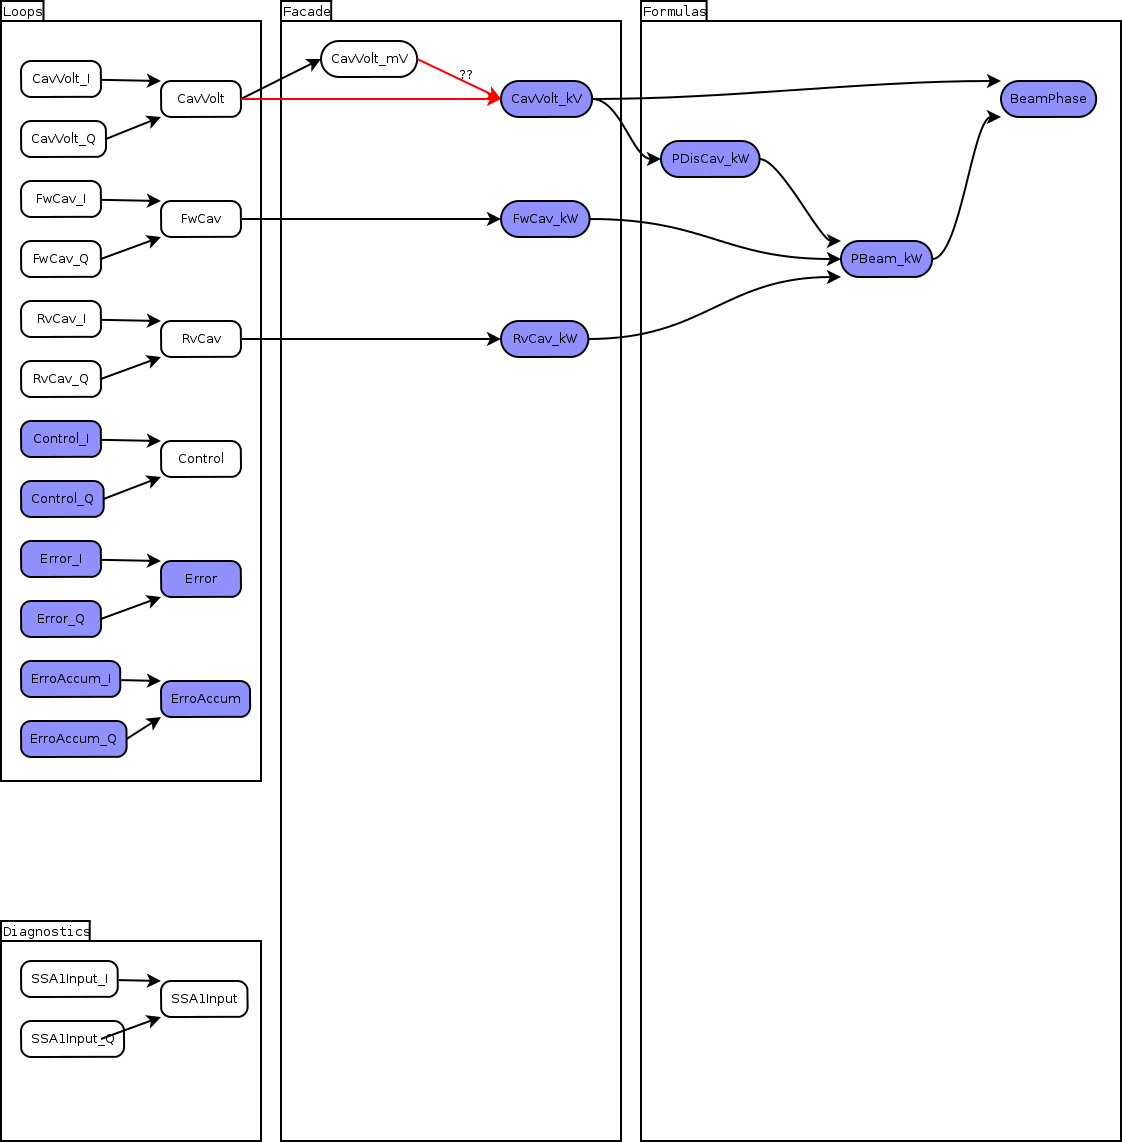 Loops
Facade
Formulas
CavVolt_I
CavVolt_Q
CavVolt
FwCav_I
FwCav_Q
FwCav
RvCav_I
RvCav_Q
RvCav
Control_I
Control_Q
Control
Error_I
Error_Q
Error
ErroAccum_I
ErroAccum_Q
ErroAccum
CavVolt_mV
??
CavVolt_kV
FwCav_kW
RvCav_kW
PDisCav_kW
PBeam_kW
BeamPhase
Diagnostics
SSA1Input_I
SSA1Input_Q
SSA1Input